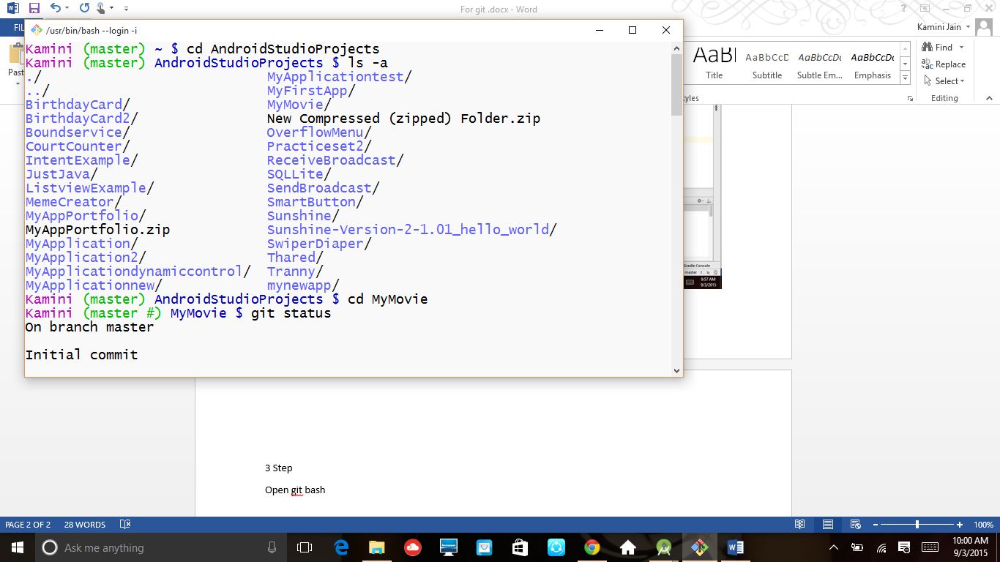 For git .docx - Word
FIL
Kamini Jain
/usr/bin/bash --login -i
Kamini (master) ~ $ cd AndroidStudioProjects
Kamini (master) AndroidStudioProjects $ ls -a
./ MyApplicationtest/
../ MyFirstApp/
BirthdayCard/ MyMovie/
BirthdayCard2/ New Compressed (zipped) Folder.zip
Boundservice/ OverflowMenu/
CourtCounter/ Practiceset2/
IntentExample/ ReceiveBroadcast/
JustJava/ SQLLite/
ListviewExample/ SendBroadcast/
MemeCreator/ SmartButton/
MyAppPortfolio/ Sunshine/
MyAppPortfolio.zip Sunshine-Version-2-1.01_hello_world/
MyApplication/ SwiperDiaper/
MyApplication2/ Thared/
MyApplicationdynamiccontrol/ Tranny/
MyApplicationnew/ mynewapp/
Kamini (master) AndroidStudioProjects $ cd MyMovie
Kamini (master #) MyMovie $ git status
On branch master
Initial commit
Past
AaBl AaBbCcD AaBbCcDc AaBbCcDc
Title Subtitle Subtle Em... Emphasis
yles
Find
Replace
Select
Editing
Gradle Console
master
9:57 AM
9/3/2015
3 Step
Open git bash
PAGE 2 OF 2 28 WORDS 100%
Ask me anything
10:00 AM
9/3/2015